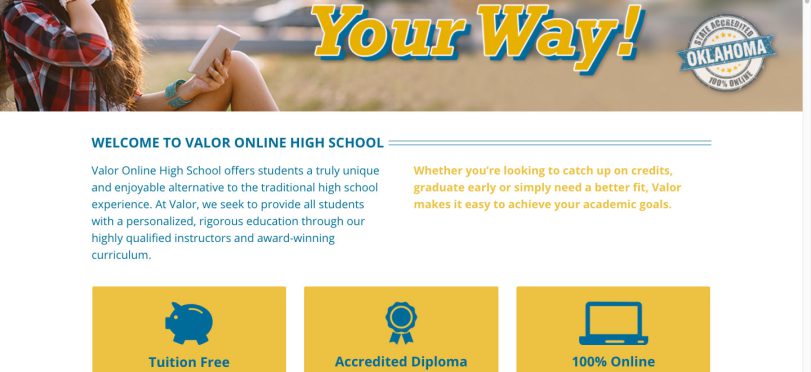 Your Way!
STATE ACCREDITED
OKLAHOMA
100% ONLINE
WELCOME TO VALOR ONLINE HIGH SCHOOL
Valor Online High School offers students a truly unique
and enjoyable alternative to the traditional high school
experience. At Valor, we seek to provide all students
with a personalized, rigorous education through our
highly qualified instructors and award-winning
curriculum.
Whether you’re looking to catch up on credits,
graduate early or simply need a better fit, Valor
makes it easy to achieve your academic goals.
Tuition Free
Accredited Diploma
100% Online